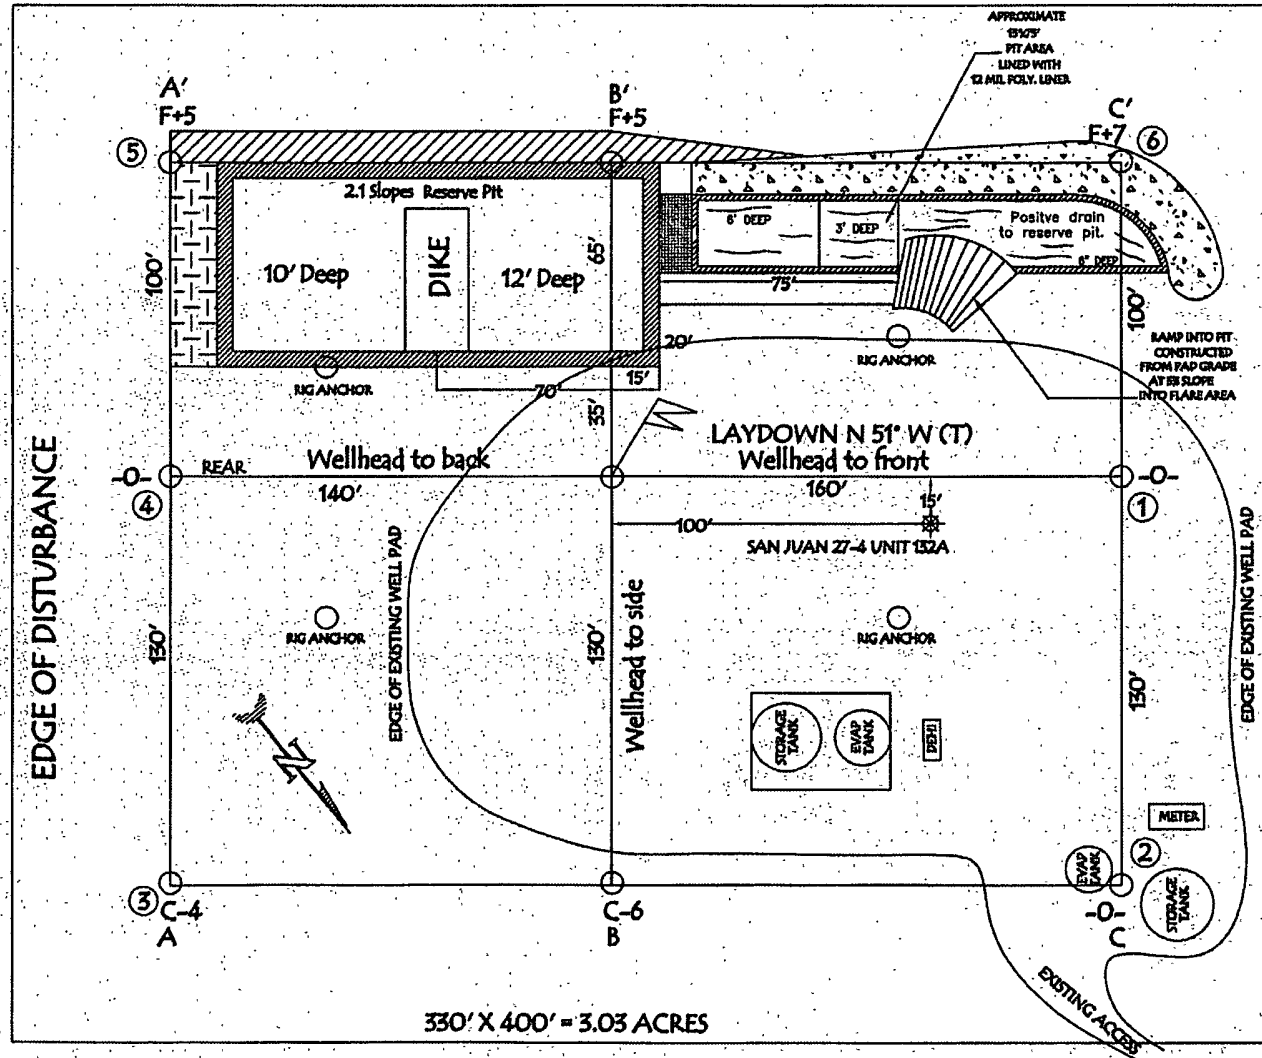 APPROXIMATE
PIT AREA
LINED WITH
12 MIL POLY. LINER
A'
F+5
B'
F+5
C'
F+7
5
6
2.1 Slopes Reserve Pit
6' DEEP
3' DEEP
Positve drain
to reserve pit.
6' DEEP
100'
10' Deep
DIKE
12' Deep
65'
75'
100'
20'
RIG ANCHOR
RIG ANCHOR
15'
70'
35'
RAMP INTO PIT
CONSTRUCTED
FROM PAD GRADE
SLOPE
INTO FLARE AREA
N
LAYDOWN N 51° W (T)
Wellhead to front
Wellhead to back
REAR
-0-
4
140'
160'
-0-
1
15'
100'
SAN JUAN 27-4 UNIT 132A
EDGE OF DISTURBANCE
EDGE OF EXISTING WELL PAD
EDGE OF EXISTING WELL PAD
RIG ANCHOR
RIG ANCHOR
130'
130'
Wellhead to side
130'
N
STORAGE
TANK
EVAP
TANK
DEHI
METER
EVAP
TANK
2
STORAGE
TANK
3
C-4
A
C-6
B
-0-
C
EXISTING ACCESS
330' X 400' = 3.03 ACRES